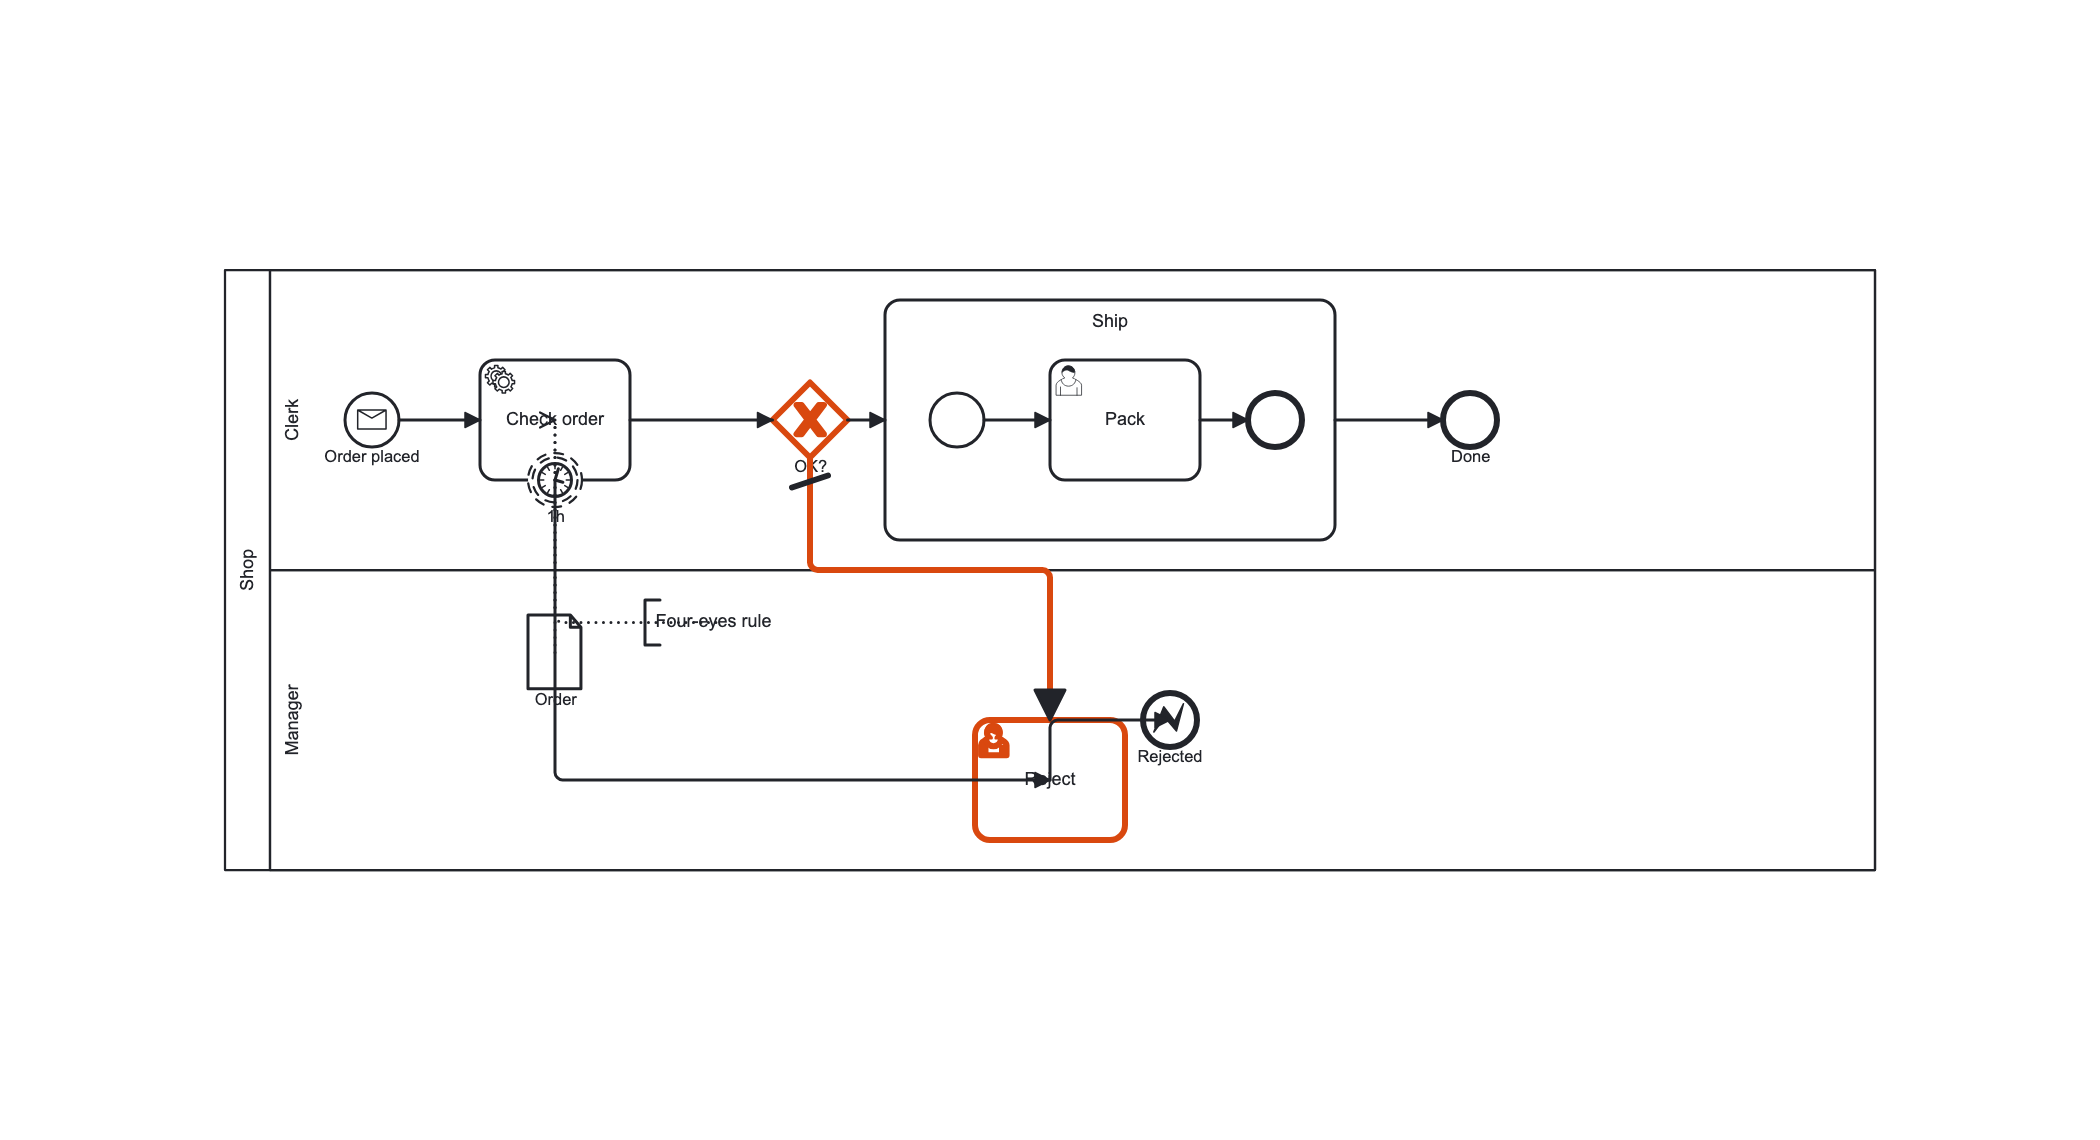 Shop
Clerk
Order placed
Check order
1h
OK?
Ship
Pack
Done
Manager
Order
Four-eyes rule
Reject
Rejected